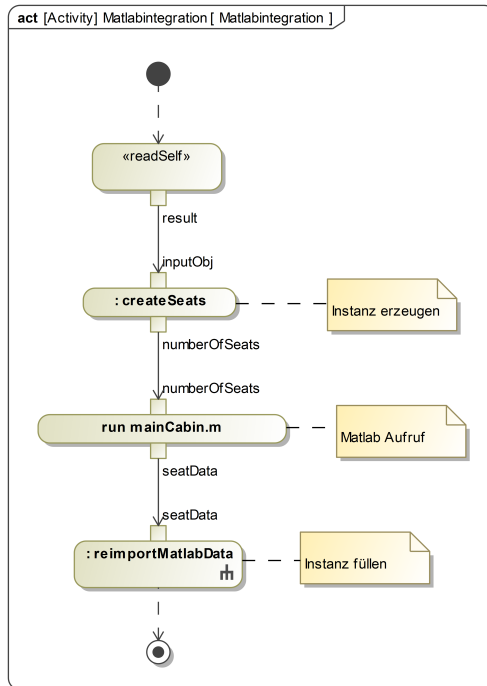 act [Activity] Matlabintegration [ Matlabintegration ]
«readSelf»
result
inputObj
: createSeats
Instanz erzeugen
numberOfSeats
numberOfSeats
run mainCabin.m
Matlab Aufruf
seatData
seatData
: reimportMatlabData
Instanz füllen